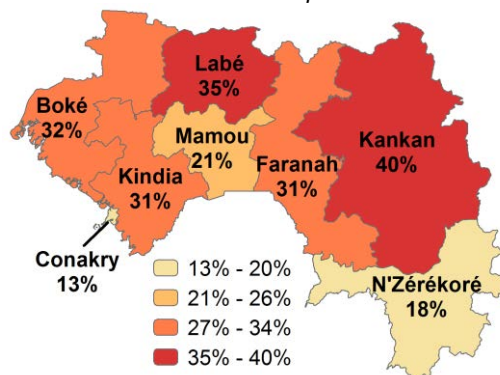 Labé
35%
Boké
32%
Mamou
21%
Kankan
40%
Faranah
31%
Kindia
31%
Conakry
13%
N'Zérékoré
18%
13% - 20%
21% - 26%
27% - 34%
35% - 40%